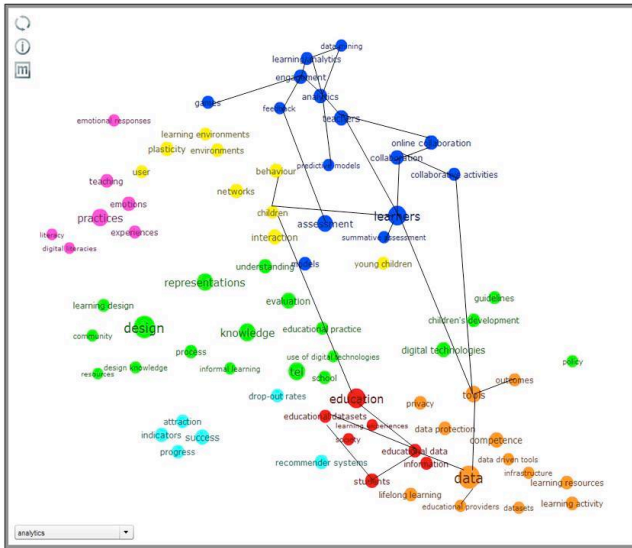 data mining
learning analytics
engagement
analytics
games
feedback
teachers
emotional responses
learning environments
online collaboration
plasticity
environments
collaboration
behaviour
predictive models
user
collaborative activities
teaching
networks
emotions
children
practices
learners
assessment
experiences
literacy
interaction
summative assessment
digital literacies
understanding
models
young children
representations
guidelines
evaluation
learning design
children's development
design
knowledge
educational practice
community
process
digital technologies
use of digital technologies
policy
design knowledge
informal learning
resources
tel
school
outcomes
tools
drop-out rates
education
privacy
educational datasets
attraction
learning experiences
data protection
indicators
success
society
competence
progress
educational data
data driven tools
recommender systems
information
infrastructure
students
data
learning resources
lifelong learning
educational providers
datasets
learning activity
analytics
i
m